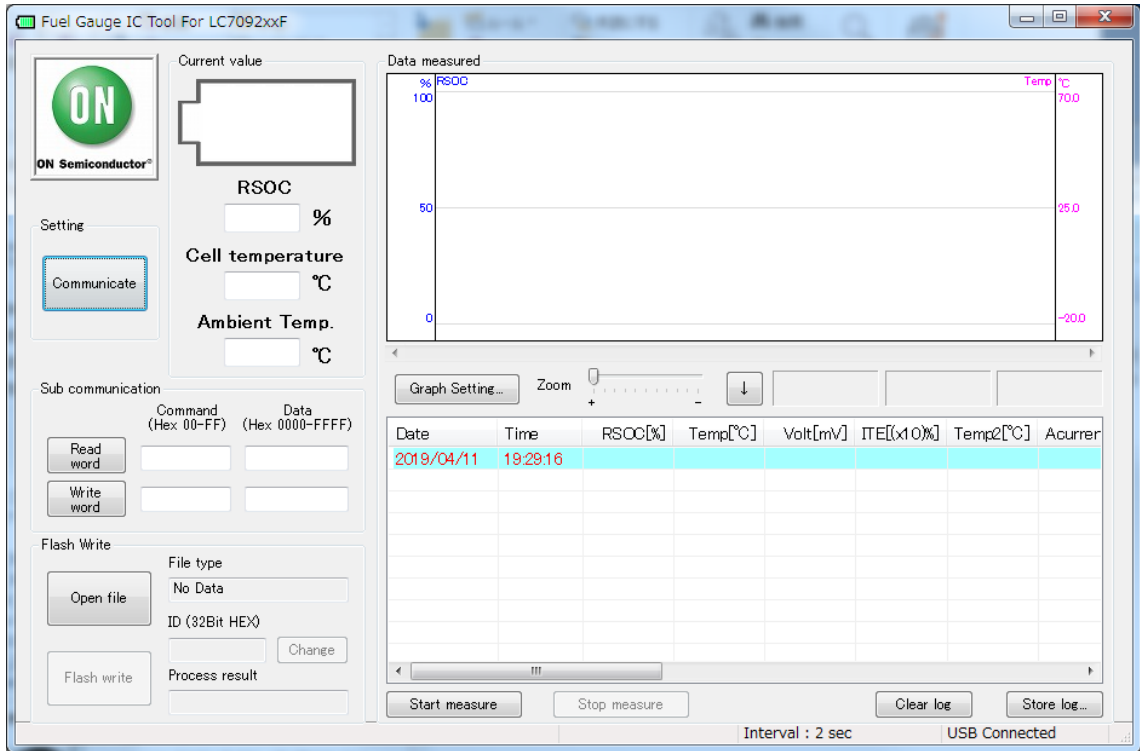 Fuel Gauge IC Tool For LC7092xxF
ON
ON Semiconductor®
Current value
RSOC
%
Cell temperature
℃
Ambient Temp.
℃
Setting
Communicate
Sub communication
Command
(Hex 00-FF)
Data
(Hex 0000-FFFF)
Read
word
Write
word
Flash Write
Open file
File type
No Data
ID (32Bit HEX)
Change
Flash write
Process result
Data measured
% RSOC Temp ℃
100 70.0
50 25.0
0 -20.0
Graph Setting... Zoom + - ↓
Date Time RSOC[%] Temp[℃] Volt[mV] ITE[(x10)%] Temp2[℃] Acurrer
2019/04/11 19:29:16
Start measure Stop measure Clear log Store log...
Interval : 2 sec USB Connected